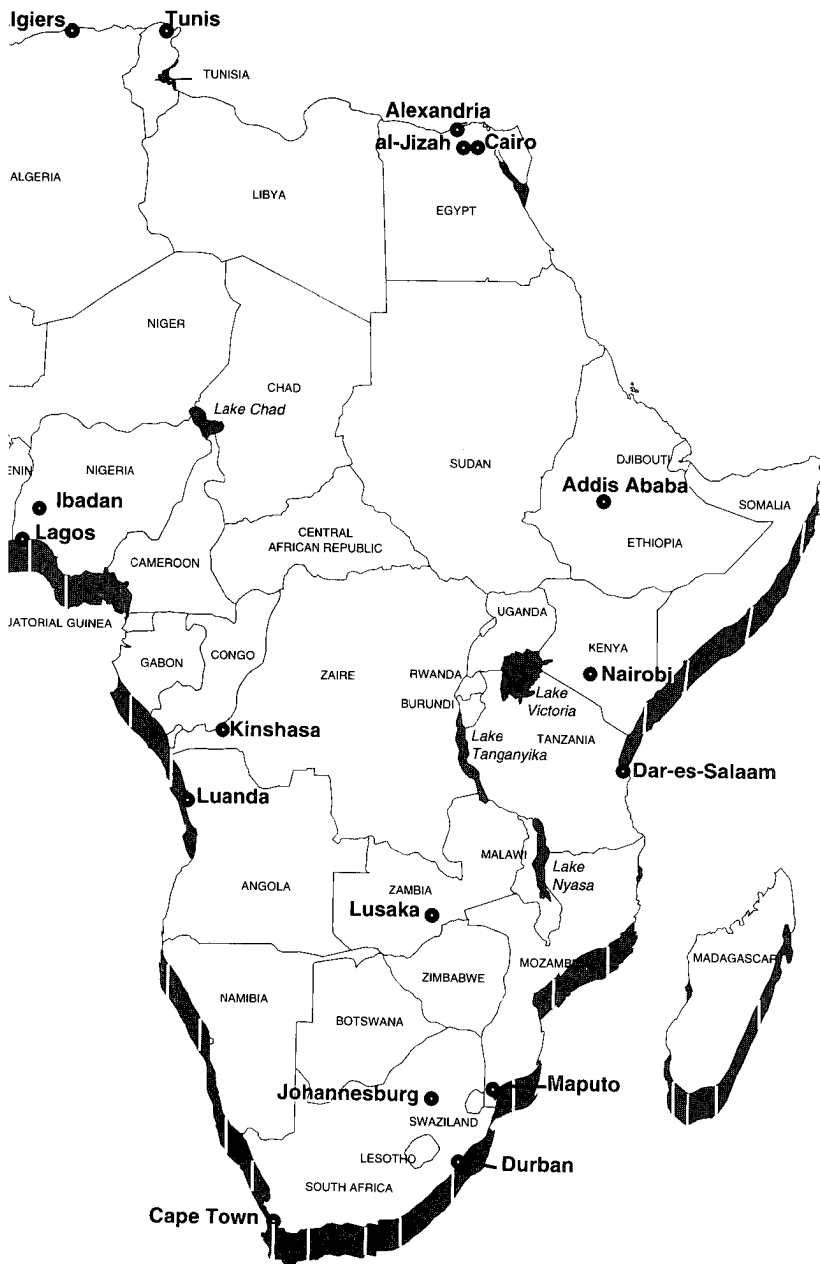 lgiers
Tunis
TUNISIA
Alexandria
al-Jizah
Cairo
ALGERIA
LIBYA
EGYPT
NIGER
CHAD
Lake Chad
SUDAN
ENIN
NIGERIA
DJIBOUTI
Ibadan
Addis Ababa
SOMALIA
Lagos
CENTRAL
AFRICAN REPUBLIC
ETHIOPIA
CAMEROON
UATORIAL GUINEA
UGANDA
GABON
CONGO
ZAIRE
KENYA
RWANDA
Nairobi
BURUNDI
Lake
Victoria
Kinshasa
Lake
Tanganyika
TANZANIA
Dar-es-Salaam
Luanda
MALAWI
Lake
Nyasa
ANGOLA
ZAMBIA
Lusaka
MOZAMB
MADAGASCAR
ZIMBABWE
NAMIBIA
BOTSWANA
Johannesburg
Maputo
SWAZILAND
LESOTHO
Durban
SOUTH AFRICA
Cape Town